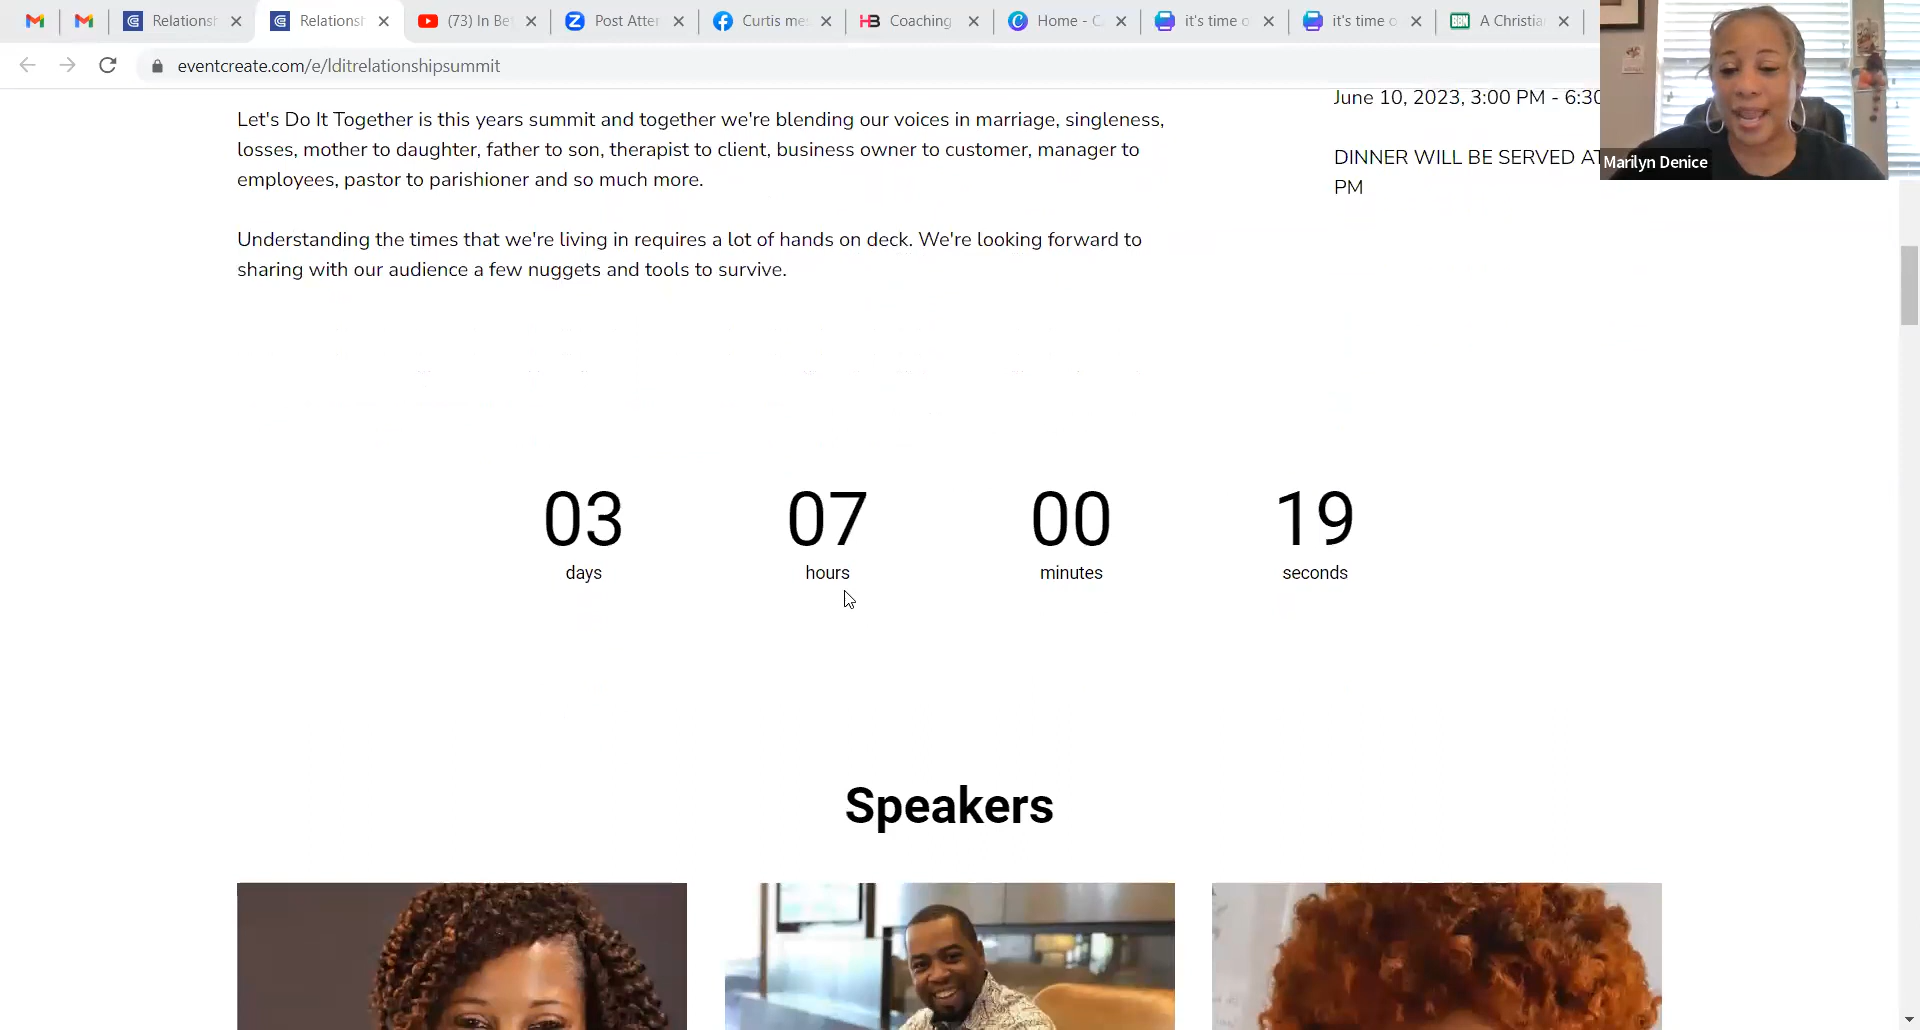 Relations
Relations
(73) In Be
Post Atte
Curtis me
HB Coaching
Home - C
it's time o
it's time o
BBN A Christia
eventcreate.com/e/lditrelationshipsummit
Let's Do It Together is this years summit and together we're blending our voices in marriage, singleness,
losses, mother to daughter, father to son, therapist to client, business owner to customer, manager to
employees, pastor to parishioner and so much more.
Understanding the times that we're living in requires a lot of hands on deck. We're looking forward to
sharing with our audience a few nuggets and tools to survive.
June 10, 2023, 3:00 PM - 6:30
DINNER WILL BE SERVED AT
PM
Marilyn Denice
03 07 00 19
days hours minutes seconds
Speakers